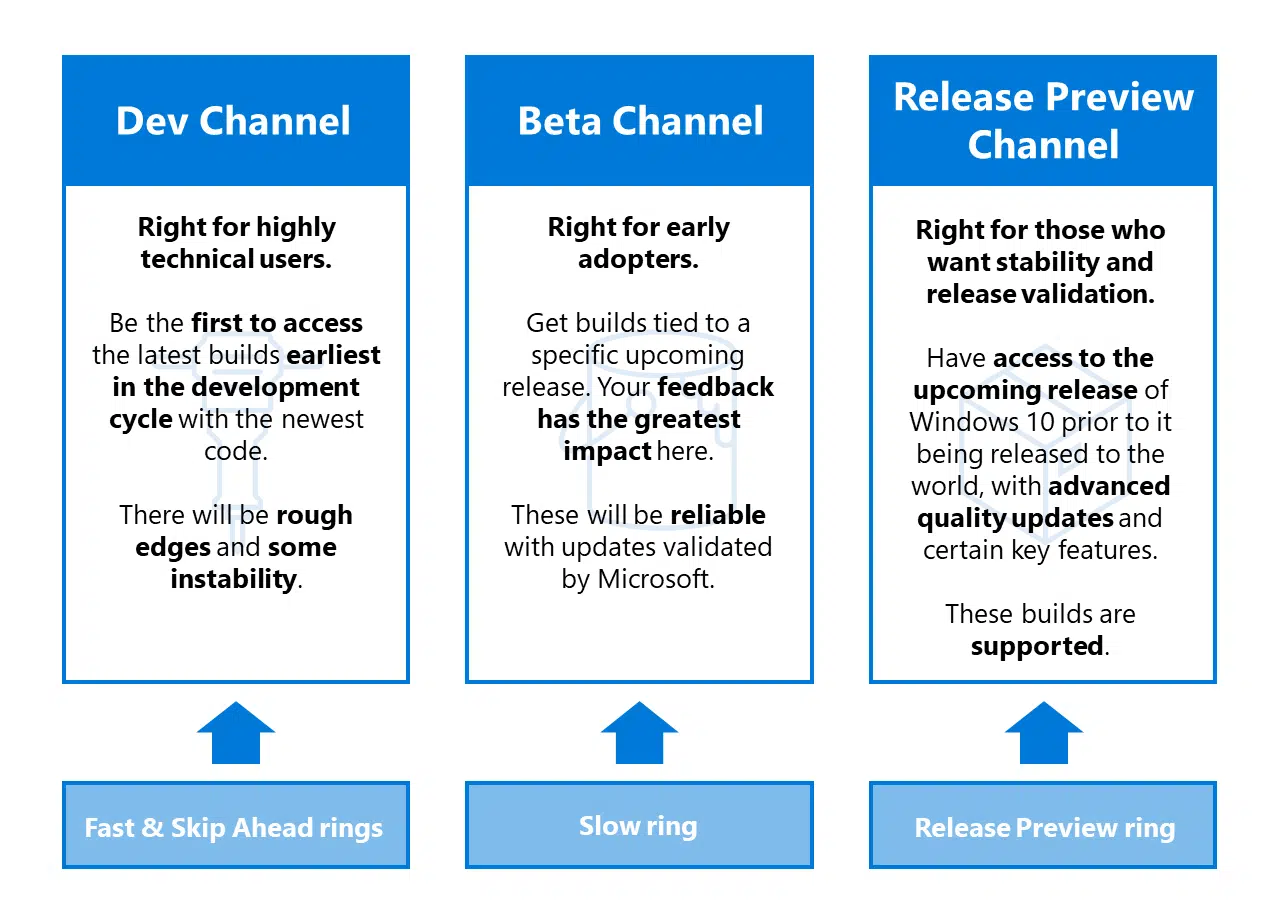 Dev Channel
Right for highly
technical users.
Be the first to access
the latest builds earliest
in the development
cycle with the newest
code.
There will be rough
edges and some
instability.
Fast & Skip Ahead rings
Beta Channel
Right for early
adopters.
Get builds tied to a
specific upcoming
release. Your feedback
has the greatest
impact here.
These will be reliable
with updates validated
by Microsoft.
Slow ring
Release Preview
Channel
Right for those who
want stability and
release validation.
Have access to the
upcoming release of
Windows 10 prior to it
being released to the
world, with advanced
quality updates and
certain key features.
These builds are
supported.
Release Preview ring